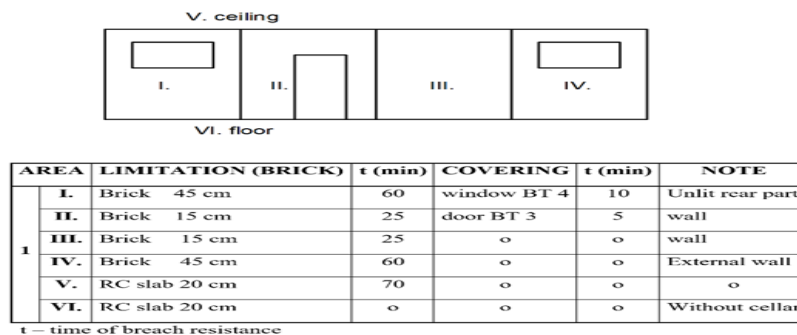 V. ceiling
I.
II.
III.
IV.
VI. floor
AREA LIMITATION (BRICK) t (min) COVERING t (min) NOTE
1
I. Brick 45 cm 60 window BT 4 10 Unlit rear part
II. Brick 15 cm 25 door BT 3 5 wall
III. Brick 15 cm 25 o o wall
IV. Brick 45 cm 60 o o External wall
V. RC slab 20 cm 70 o o o
VI. RC slab 20 cm o o o Without cellar
t – time of breach resistance